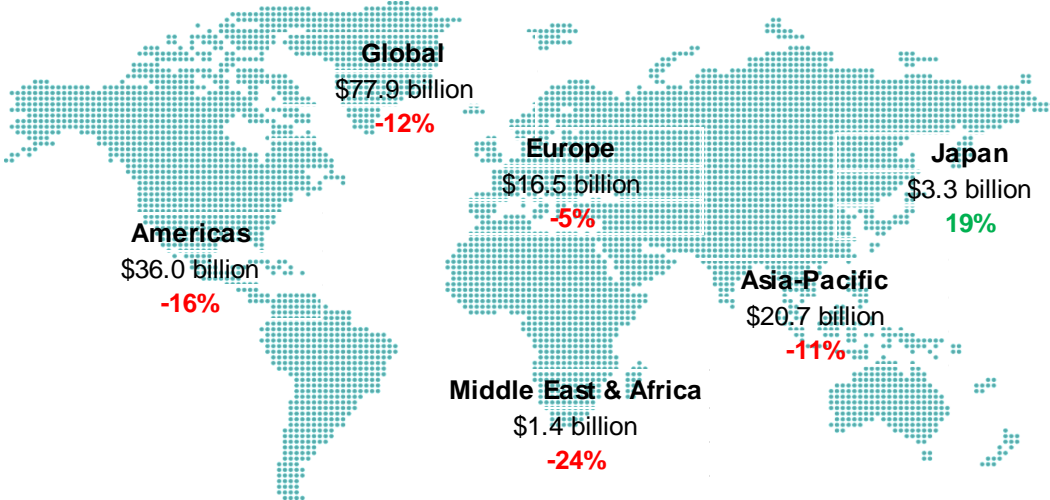 Global
$77.9 billion
-12%
Europe
$16.5 billion
-5%
Japan
$3.3 billion
19%
Americas
$36.0 billion
-16%
Asia-Pacific
$20.7 billion
-11%
Middle East & Africa
$1.4 billion
-24%